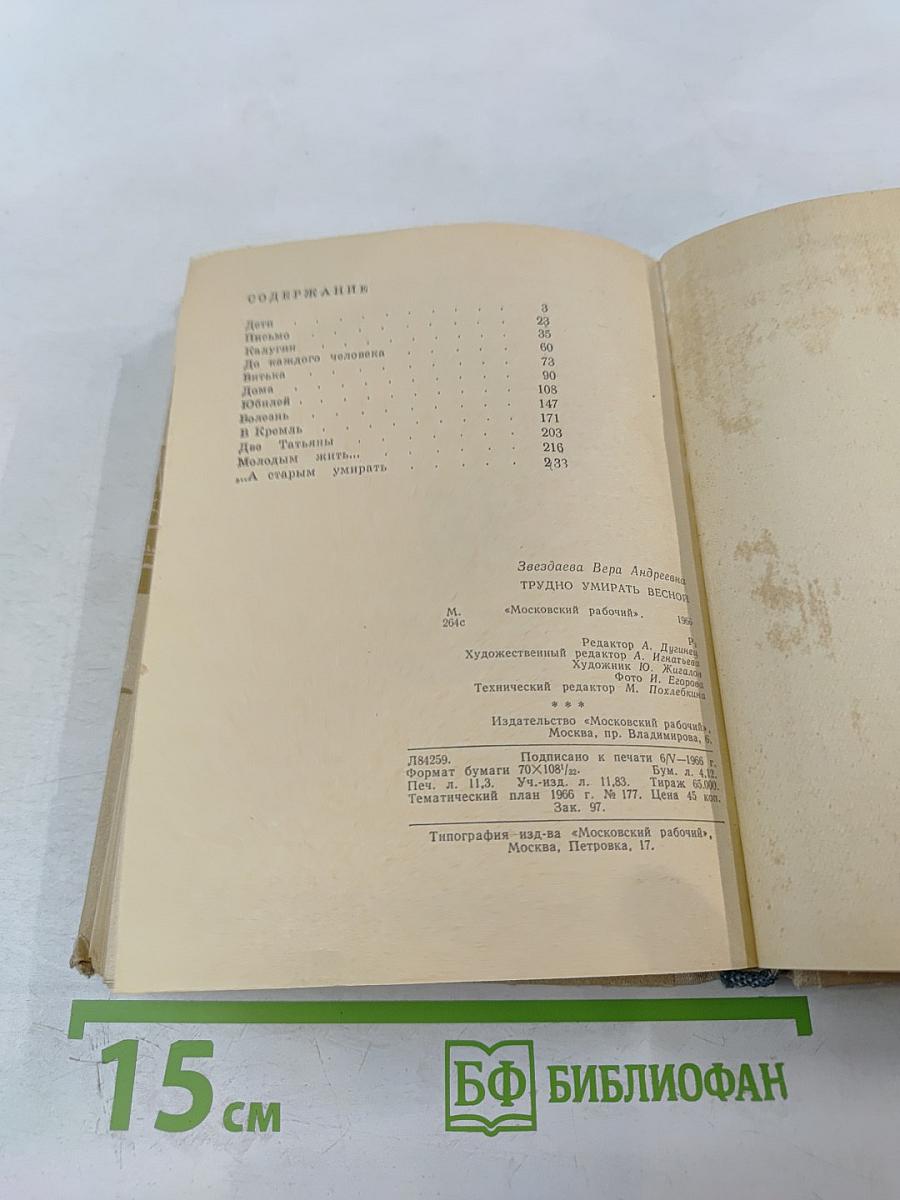 СОДЕРЖАНИЕ
Дети 3
Письмо 23
Калугин 35
До каждого человека 60
Витька 73
Дома 90
Юбилей 108
Болезнь 147
В Кремль 171
Две Татьяны 203
Молодым жить... 216
...А старым умирать 233
Звездаева Вера Андреевна
ТРУДНО УМИРАТЬ ВЕСНОЙ
М. «Московский рабочий». 1966
264с
Редактор А. Дугинец
Художественный редактор А. Игнатьева
Художник Ю. Жигалов
Фото И. Егорова
Технический редактор М. Похлебкина
* * *
Издательство «Московский рабочий»,
Москва, пр. Владимирова, 6.
Л84259. Подписано к печати 6/V—1966 г.
Формат бумаги 70×108¹/₃₂. Бум. л. 4,12.
Печ. л. 11,3. Уч.-изд. л. 11,83. Тираж 65.000.
Тематический план 1966 г. № 177. Цена 45 коп.
Зак. 97.
Типография изд-ва «Московский рабочий»,
Москва, Петровка, 17.
15 см
БФ БИБЛИОФАН